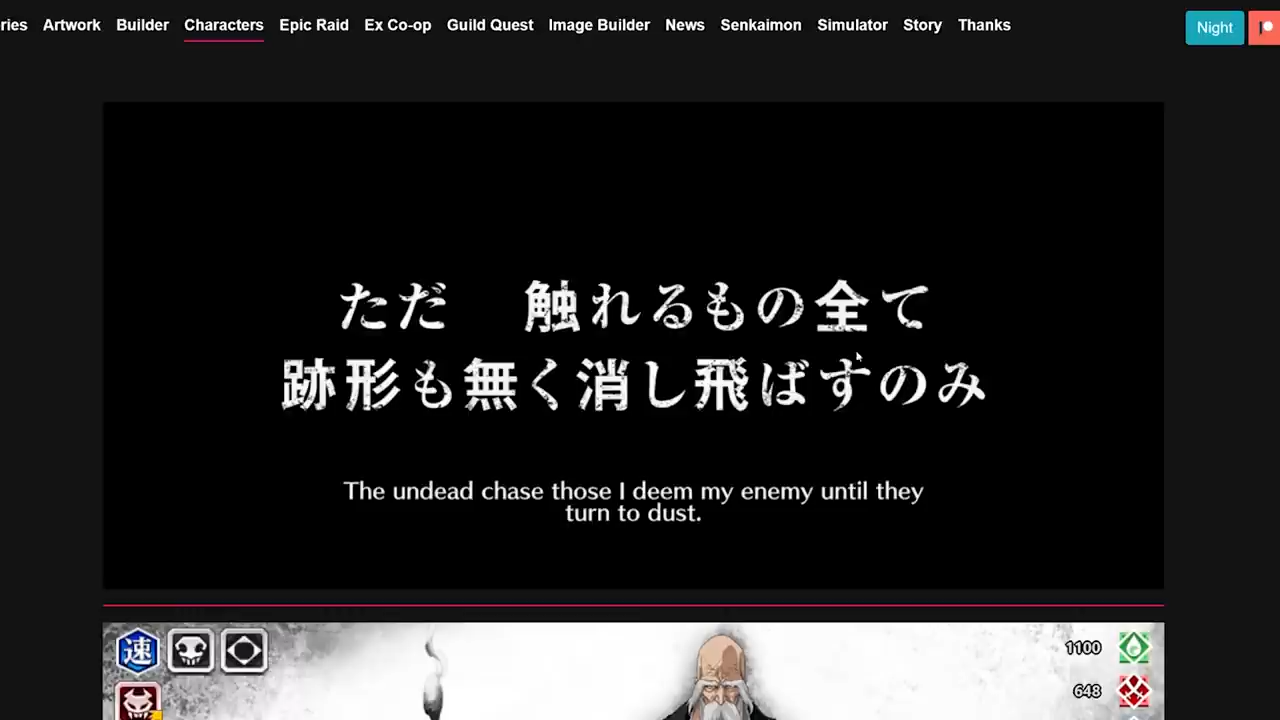 ries Artwork Builder Characters Epic Raid Ex Co-op Guild Quest Image Builder News Senkaimon Simulator Story Thanks Night
ただ　触れるもの全て
跡形も無く消し飛ばすのみ
The undead chase those I deem my enemy until they
turn to dust.
速
1100
648